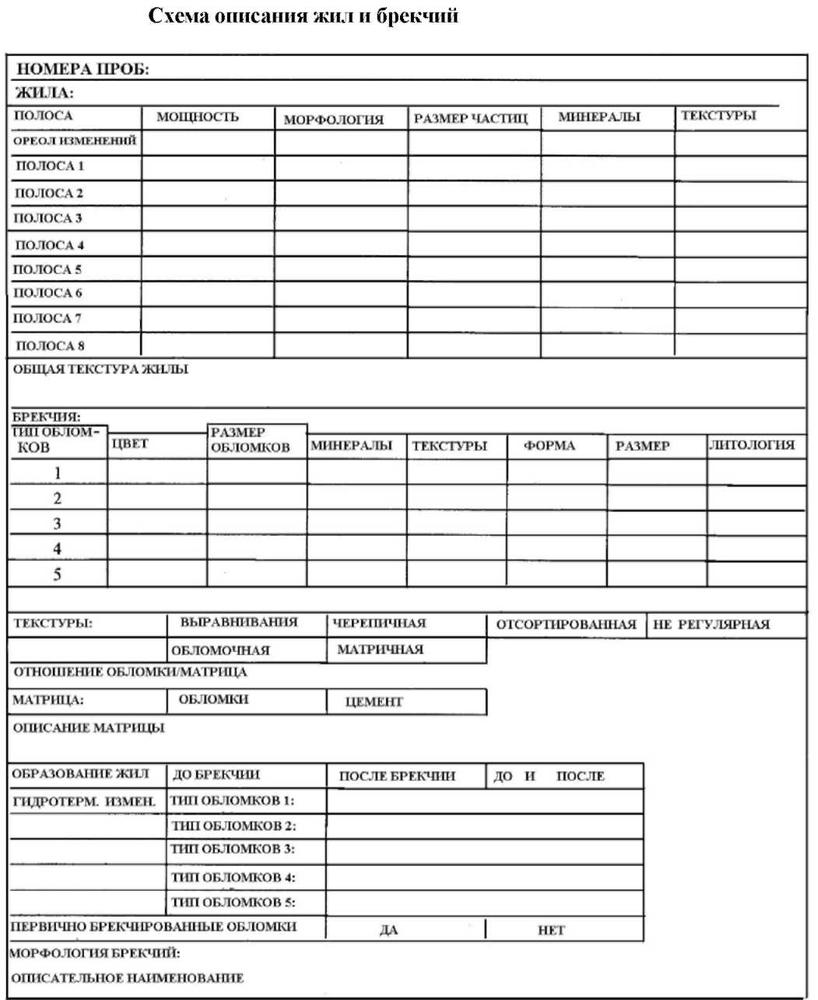 Схема описания жил и брекчий
НОМЕРА ПРОБ:
ЖИЛА:
ПОЛОСА МОЩНОСТЬ МОРФОЛОГИЯ РАЗМЕР ЧАСТИЦ МИНЕРАЛЫ ТЕКСТУРЫ
ОРЕОЛ ИЗМЕНЕНИЙ
ПОЛОСА 1
ПОЛОСА 2
ПОЛОСА 3
ПОЛОСА 4
ПОЛОСА 5
ПОЛОСА 6
ПОЛОСА 7
ПОЛОСА 8
ОБЩАЯ ТЕКСТУРА ЖИЛЫ
БРЕКЧИЯ:
ТИП ОБЛОМ-
КОВ ЦВЕТ РАЗМЕР
ОБЛОМКОВ МИНЕРАЛЫ ТЕКСТУРЫ ФОРМА РАЗМЕР ЛИТОЛОГИЯ
1
2
3
4
5
ТЕКСТУРЫ: ВЫРАВНИВАНИЯ ЧЕРЕПИЧНАЯ ОТСОРТИРОВАННАЯ НЕ РЕГУЛЯРНАЯ
ОБЛОМОЧНАЯ МАТРИЧНАЯ
ОТНОШЕНИЕ ОБЛОМКИ/МАТРИЦА
МАТРИЦА: ОБЛОМКИ ЦЕМЕНТ
ОПИСАНИЕ МАТРИЦЫ
ОБРАЗОВАНИЕ ЖИЛ ДО БРЕКЧИИ ПОСЛЕ БРЕКЧИИ ДО И ПОСЛЕ
ГИДРОТЕРМ. ИЗМЕН. ТИП ОБЛОМКОВ 1:
ТИП ОБЛОМКОВ 2:
ТИП ОБЛОМКОВ 3:
ТИП ОБЛОМКОВ 4:
ТИП ОБЛОМКОВ 5:
ПЕРВИЧНО БРЕКЧИРОВАННЫЕ ОБЛОМКИ ДА НЕТ
МОРФОЛОГИЯ БРЕКЧИЙ:
ОПИСАТЕЛЬНОЕ НАИМЕНОВАНИЕ